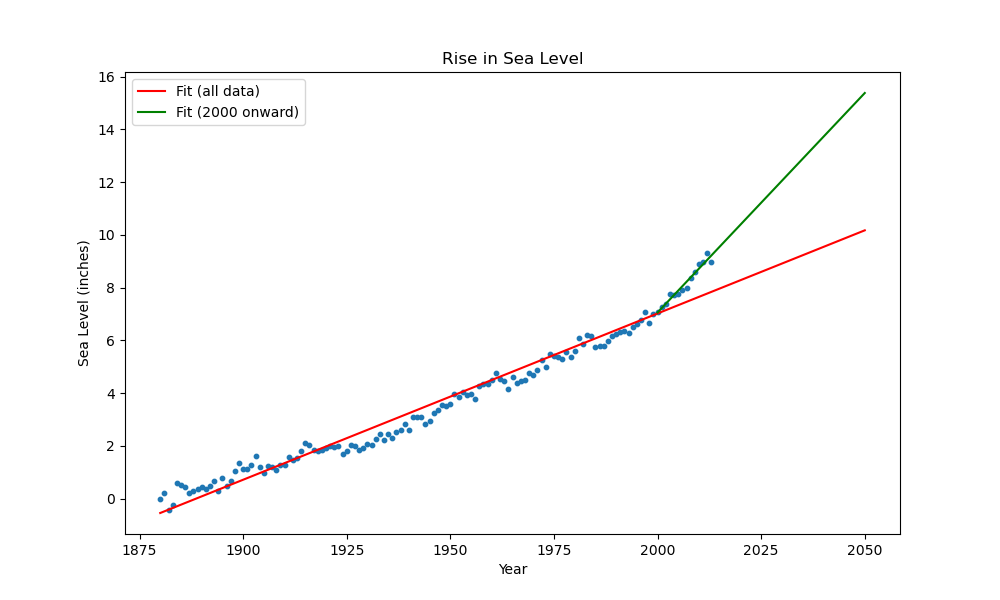 Rise in Sea Level
Fit (all data)
Fit (2000 onward)
16
14
12
10
8
6
4
2
0
Sea Level (inches)
1875 1900 1925 1950 1975 2000 2025 2050
Year